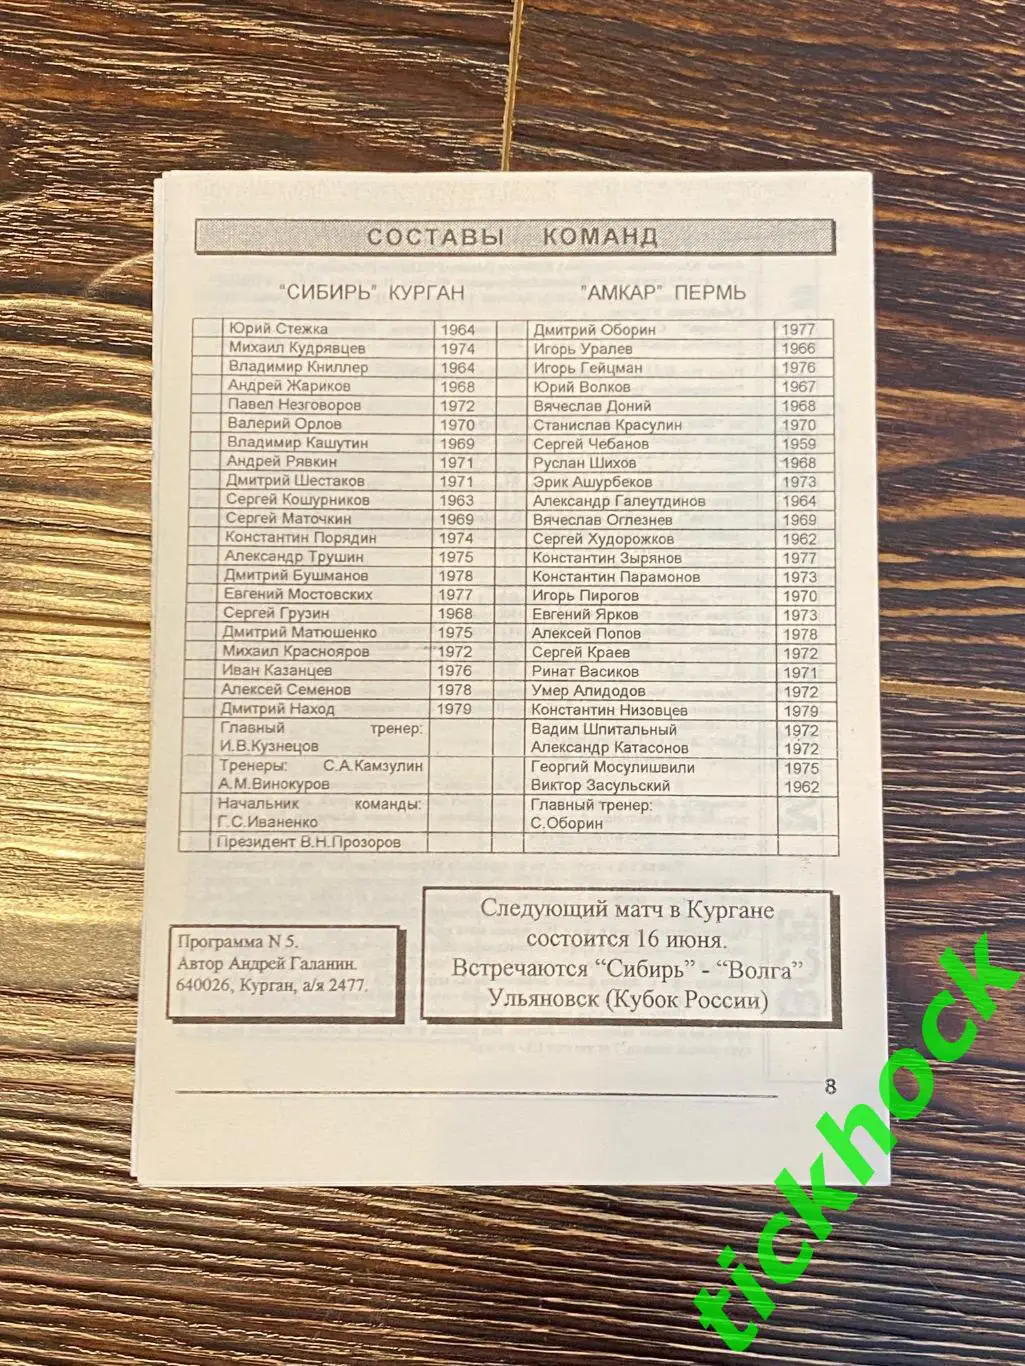 СОСТАВЫ КОМАНД
"СИБИРЬ" КУРГАН "АМКАР" ПЕРМЬ
Юрий Стежка 1964 Дмитрий Оборин 1977
Михаил Кудрявцев 1974 Игорь Уралев 1966
Владимир Книллер 1964 Игорь Гейцман 1976
Андрей Жариков 1968 Юрий Волков 1967
Павел Незговоров 1972 Вячеслав Доний 1968
Валерий Орлов 1970 Станислав Красулин 1970
Владимир Кашутин 1969 Сергей Чебанов 1959
Андрей Рявкин 1971 Руслан Шихов 1968
Дмитрий Шестаков 1971 Эрик Ашурбеков 1973
Сергей Кошурников 1963 Александр Галеутдинов 1964
Сергей Маточкин 1969 Вячеслав Оглезнев 1969
Константин Порядин 1974 Сергей Худорожков 1962
Александр Трушин 1975 Константин Зырянов 1977
Дмитрий Бушманов 1978 Константин Парамонов 1973
Евгений Мостовских 1977 Игорь Пирогов 1970
Сергей Грузин 1968 Евгений Ярков 1973
Дмитрий Матюшенко 1975 Алексей Попов 1978
Михаил Краснояров 1972 Сергей Краев 1972
Иван Казанцев 1976 Ринат Васиков 1971
Алексей Семенов 1978 Умер Алидодов 1972
Дмитрий Наход 1979 Константин Низовцев 1979
Главный тренер: Вадим Шпитальный 1972
И.В.Кузнецов Александр Катасонов 1972
Тренеры: С.А.Камзулин Георгий Мосулишвили 1975
А.М.Винокуров Виктор Засульский 1962
Начальник команды: Главный тренер:
Г.С.Иваненко С.Оборин
Президент В.Н.Прозоров
Программа N 5.
Автор Андрей Галанин.
640026, Курган, а/я 2477.
Следующий матч в Кургане
состоится 16 июня.
Встречаются “Сибирь” - “Волга”
Ульяновск (Кубок России)
8
tickhock